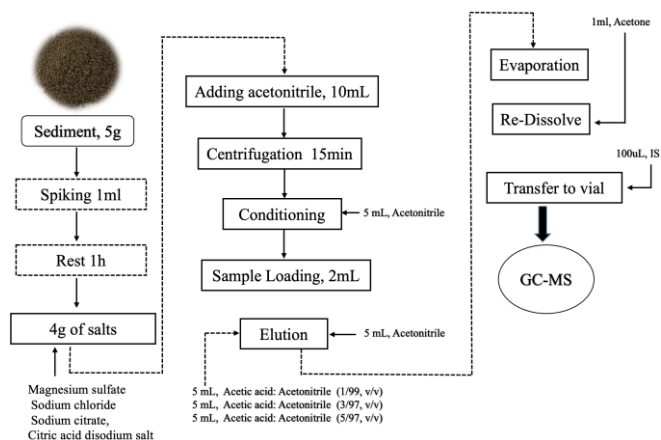 Sediment, 5g
Spiking 1ml
Rest 1h
4g of salts
Magnesium sulfate
Sodium chloride
Sodium citrate,
Citric acid disodium salt
Adding acetonitrile, 10mL
Centrifugation 15min
Conditioning
5 mL, Acetonitrile
Sample Loading, 2mL
Elution
5 mL, Acetonitrile
5 mL, Acetic acid: Acetonitrile (1/99, v/v)
5 mL, Acetic acid: Acetonitrile (3/97, v/v)
5 mL, Acetic acid: Acetonitrile (5/97, v/v)
1ml, Acetone
Evaporation
Re-Dissolve
100uL, IS
Transfer to vial
GC-MS